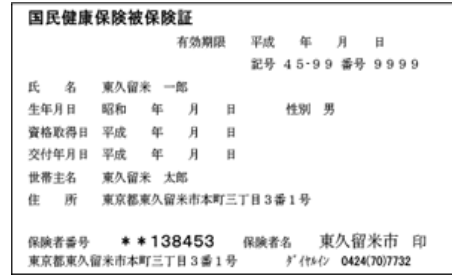 国民健康保険被保険証
有効期限 平成 年 月 日
記号 45-99 番号 9999
氏 名 東久留米 一郎
生年月日 昭和 年 月 日 性別 男
資格取得日 平成 年 月 日
交付年月日 平成 年 月 日
世帯主名 東久留米 太郎
住 所 東京都東久留米市本町三丁目3番1号
保険者番号 **138453 保険者名 東久留米市 印
東京都東久留米市本町三丁目3番1号 ﾀﾞｲﾔﾙｲﾝ 0424(70)7732